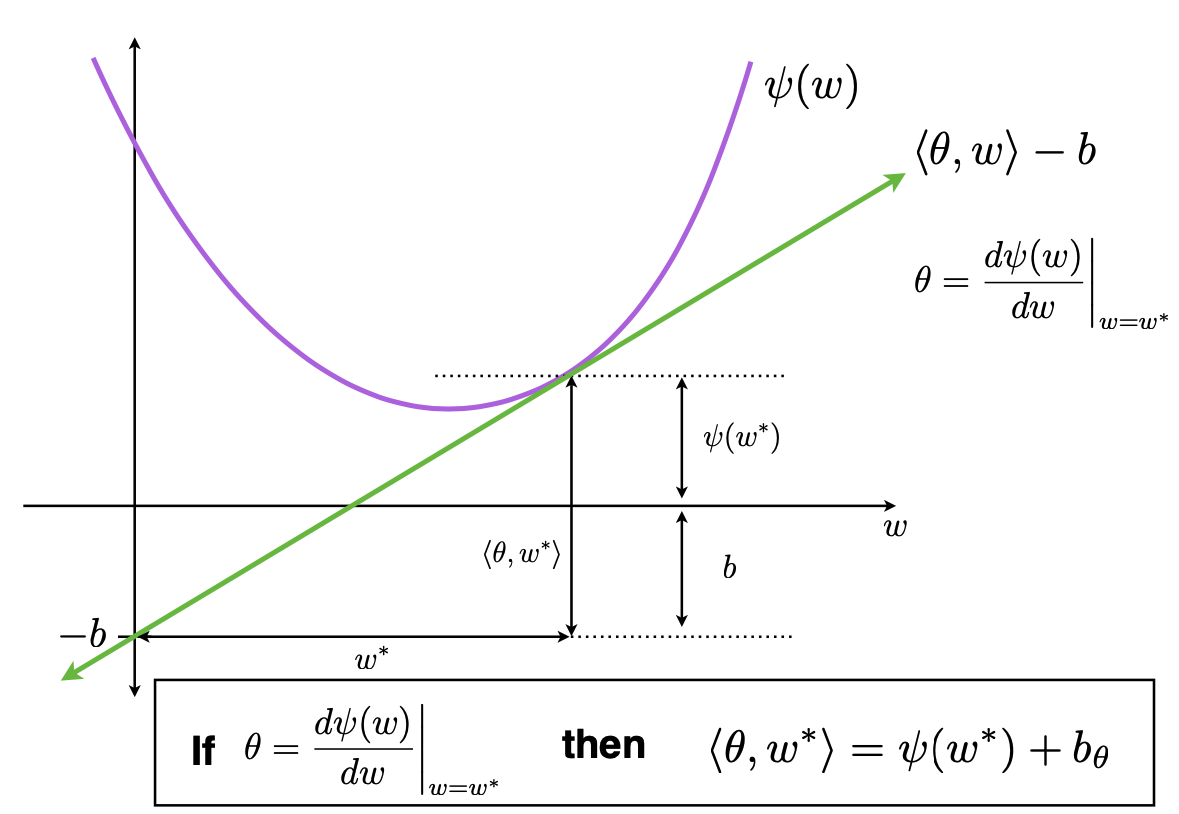 ψ(w)
⟨θ, w⟩ − b
θ = dψ(w)/dw |w=w*
ψ(w*)
w
⟨θ, w*⟩
b
−b
w*
If θ = dψ(w)/dw |w=w* then ⟨θ, w*⟩ = ψ(w*) + bθ